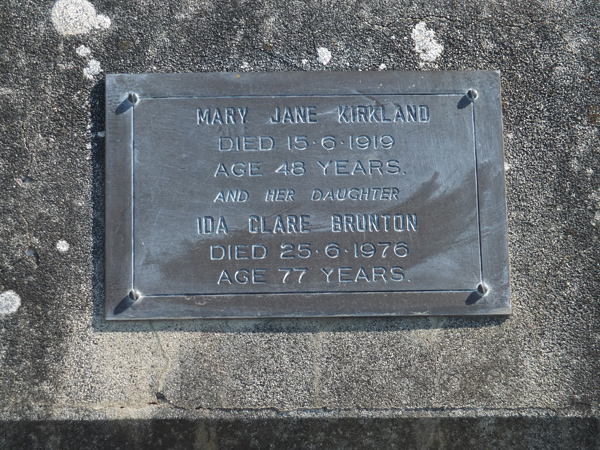 MARY JANE KIRKLAND
DIED 15·6·1919
AGE 48 YEARS.
AND HER DAUGHTER
IDA CLARE BRUNTON
DIED 25·6·1976
AGE 77 YEARS.